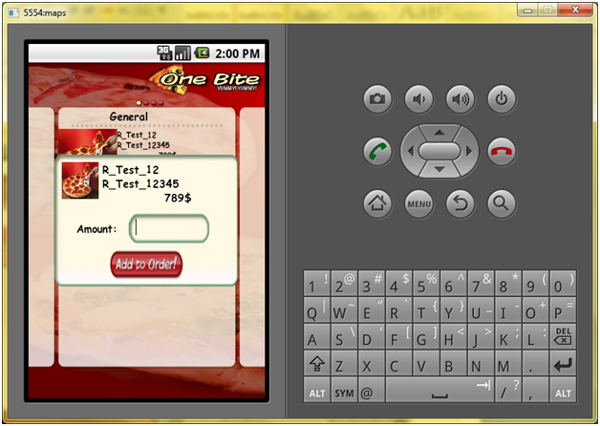 5554:maps
3G
2:00 PM
One Bite
YUMMY! YUMMY!
General
R_Test_12
R_Test_12345
789$
R_Test_12
R_Test_12345
789$
Amount:
Add to Order!
MENU
1 ! 2 @ 3 # 4 $ 5 % 6 ^ 7 & 8 * 9 ( 0 )
Q | W ~ E " R ` T { Y } U _ I - O + P =
A S \ D ' F [ G ] H < J > K ; L : DEL
Z X C V B N M .
ALT SYM @ / ? , ALT